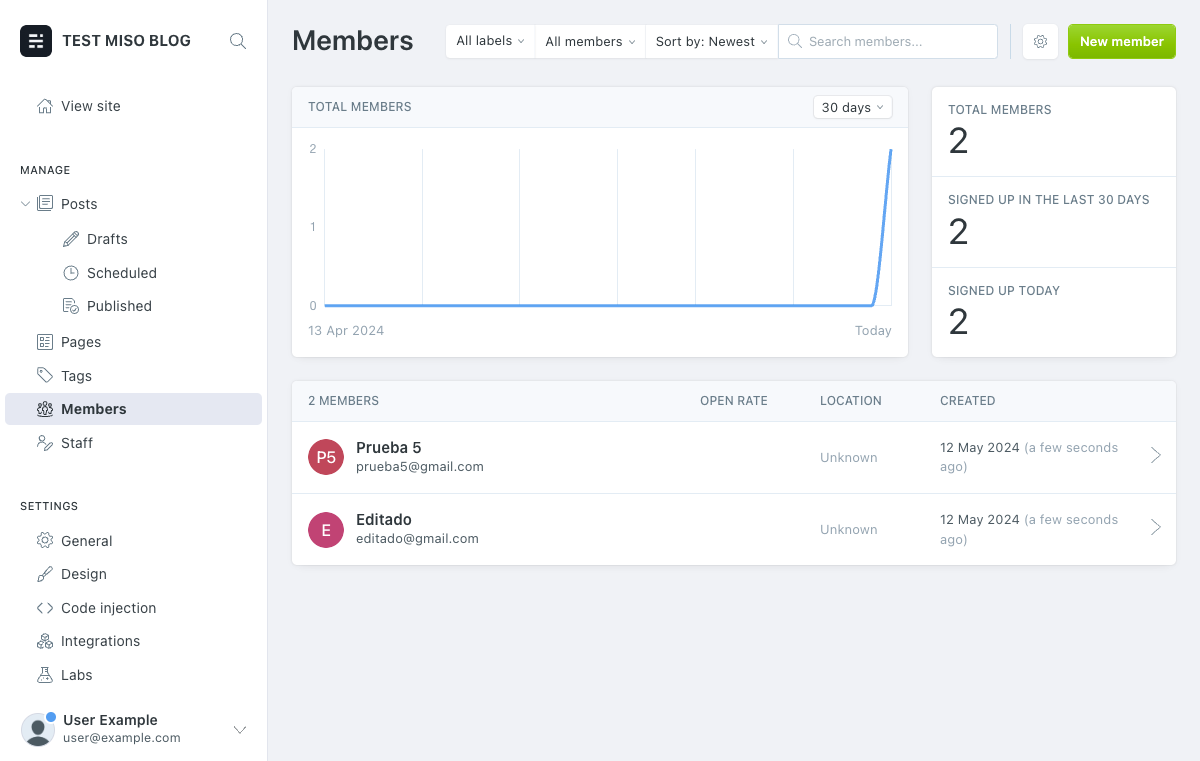 TEST MISO BLOG
View site
MANAGE
Posts
Drafts
Scheduled
Published
Pages
Tags
Members
Staff
SETTINGS
General
Design
Code injection
Integrations
Labs
User Example
user@example.com
Members
All labels
All members
Sort by: Newest
Search members...
New member
TOTAL MEMBERS
30 days
2
1
0
13 Apr 2024
Today
TOTAL MEMBERS
2
SIGNED UP IN THE LAST 30 DAYS
2
SIGNED UP TODAY
2
2 MEMBERS
OPEN RATE
LOCATION
CREATED
P5
Prueba 5
prueba5@gmail.com
Unknown
12 May 2024 (a few seconds
ago)
E
Editado
editado@gmail.com
Unknown
12 May 2024 (a few seconds
ago)